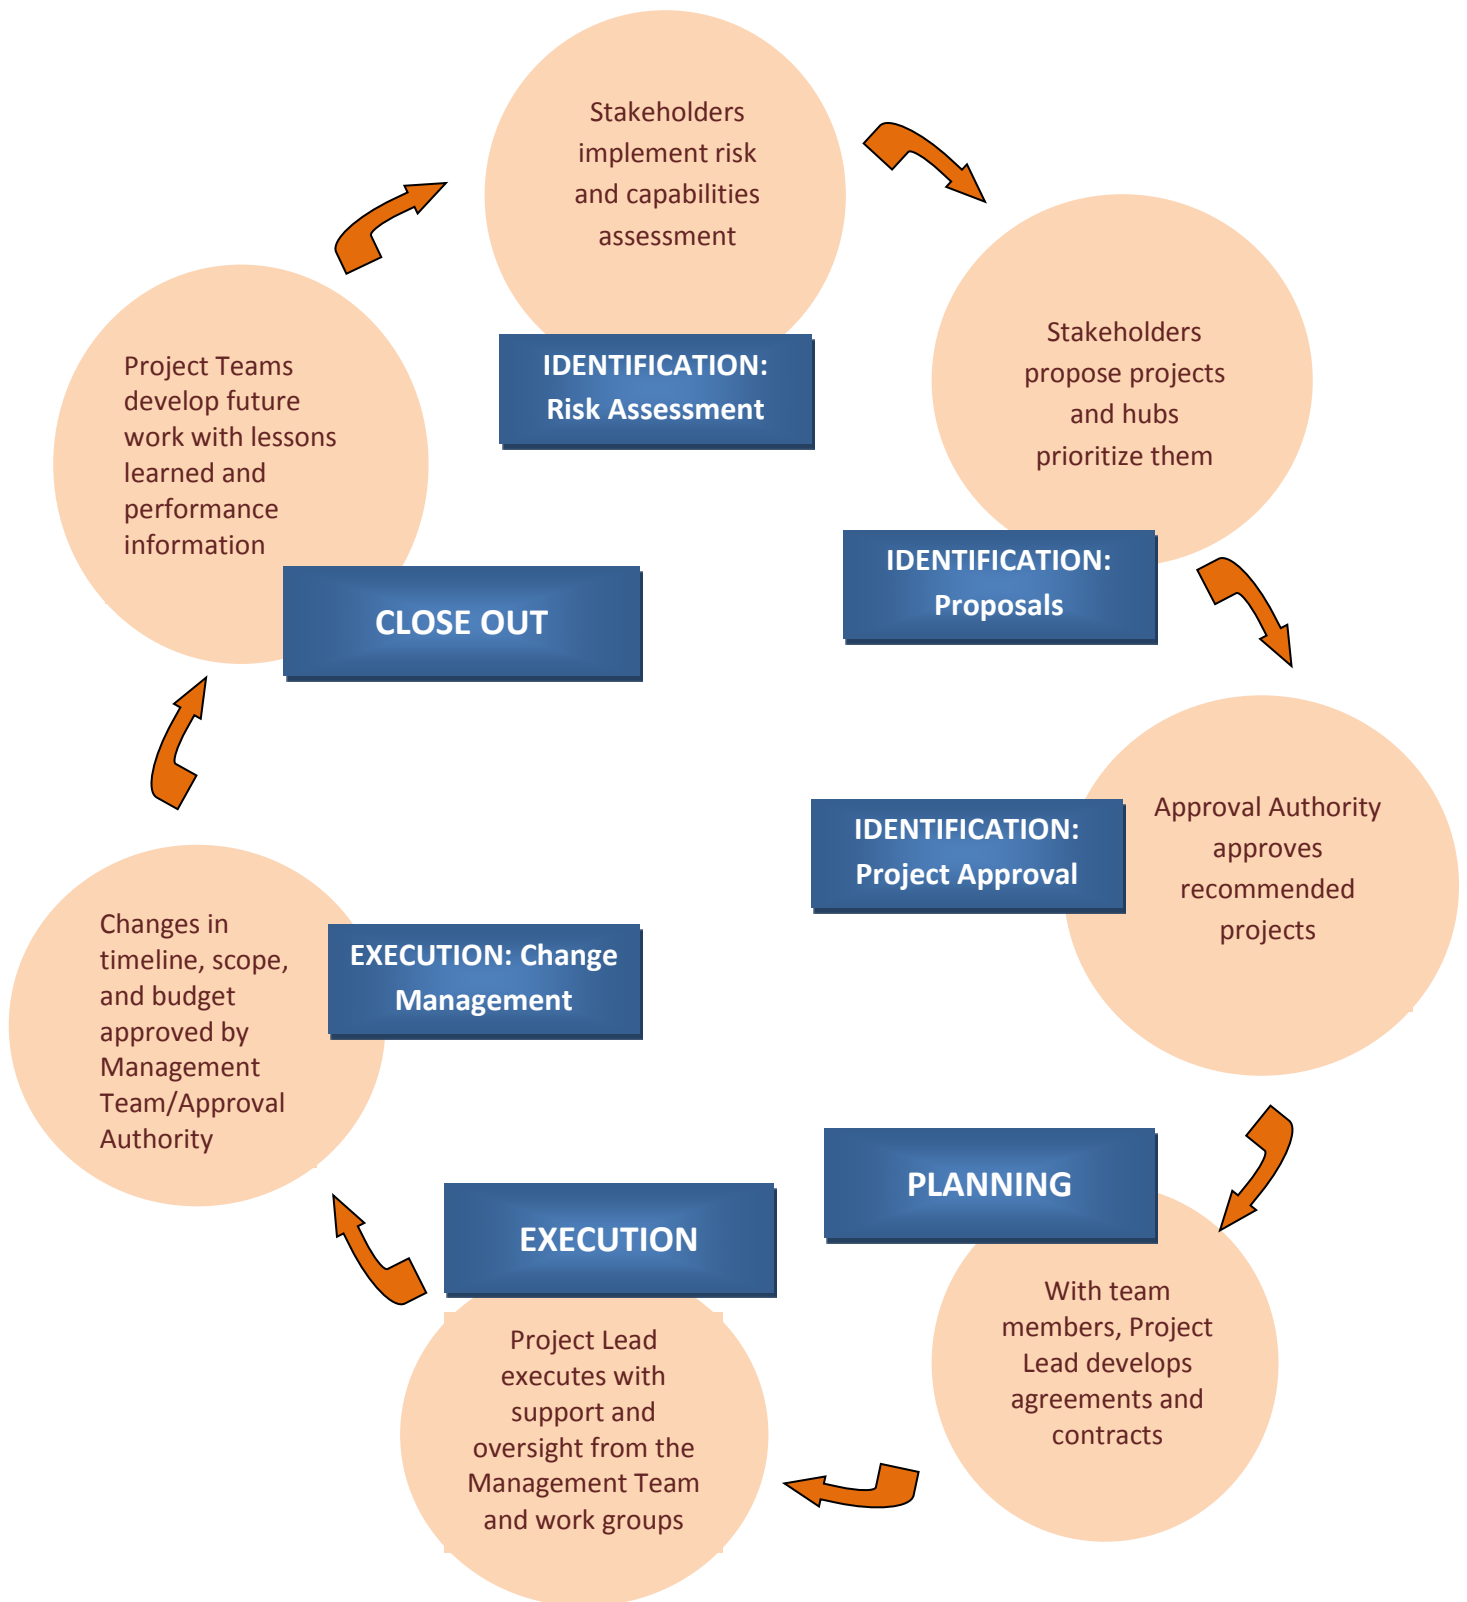 Stakeholders
implement risk
and capabilities
assessment
IDENTIFICATION:
Risk Assessment
Stakeholders
propose projects
and hubs
prioritize them
IDENTIFICATION:
Proposals
Approval Authority
approves
recommended
projects
IDENTIFICATION:
Project Approval
PLANNING
With team
members, Project
Lead develops
agreements and
contracts
EXECUTION
Project Lead
executes with
support and
oversight from the
Management Team
and work groups
EXECUTION: Change
Management
Changes in
timeline, scope,
and budget
approved by
Management
Team/Approval
Authority
Project Teams
develop future
work with lessons
learned and
performance
information
CLOSE OUT